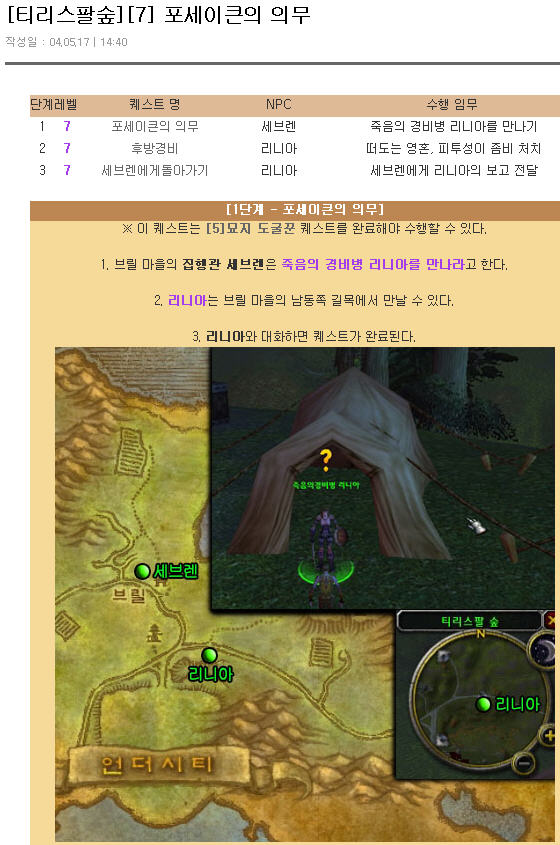 [티리스팔숲][7] 포세이큰의 의무
작성일 : 04.05.17 | 14:40
단계레벨 퀘스트 명 NPC 수행 임무
1 7 포세이큰의 의무 세브렌 죽음의 경비병 리니아를 만나기
2 7 후방경비 리니아 떠도는 영혼, 피투성이 좀비 처치
3 7 세브렌에게돌아가기 리니아 세브렌에게 리니아의 보고 전달
[1단계 - 포세이큰의 의무]
※ 이 퀘스트는 [5]묘지 도굴꾼 퀘스트를 완료해야 수행할 수 있다.
1. 브릴 마을의 집행관 세브렌은 죽음의 경비병 리니아를 만나라고 한다.
2. 리니아는 브릴 마을의 남동쪽 길목에서 만날 수 있다.
3. 리니아와 대화하면 퀘스트가 완료된다.
?
죽음의경비병 리니아
세브렌
브릴
리니아
티리스팔 숲
N
리니아
언더시티